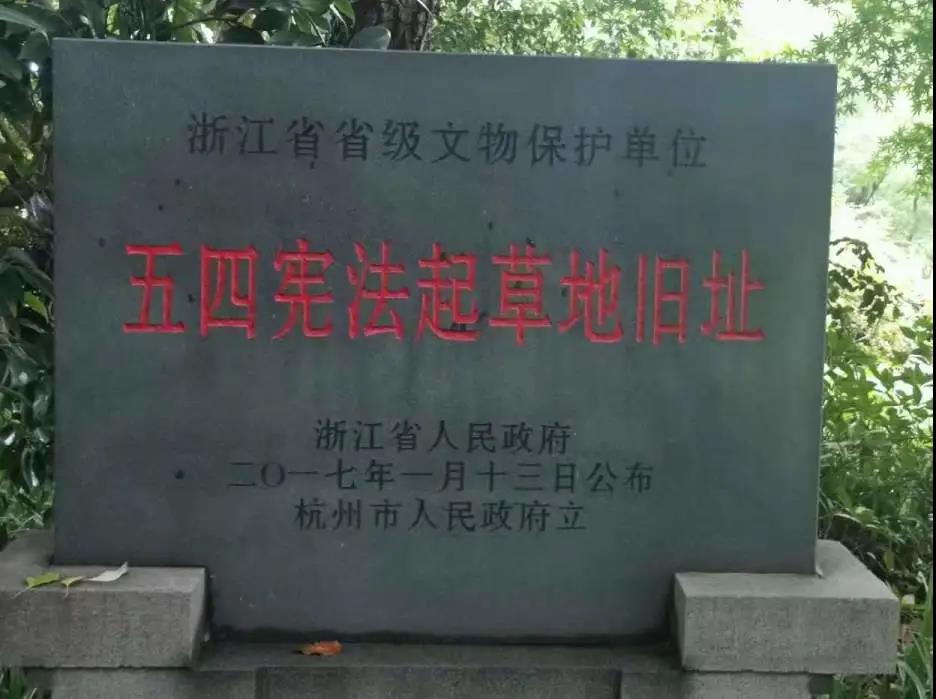 浙江省省级文物保护单位
五四宪法起草地旧址
浙江省人民政府
二〇一七年一月十三日公布
杭州市人民政府立